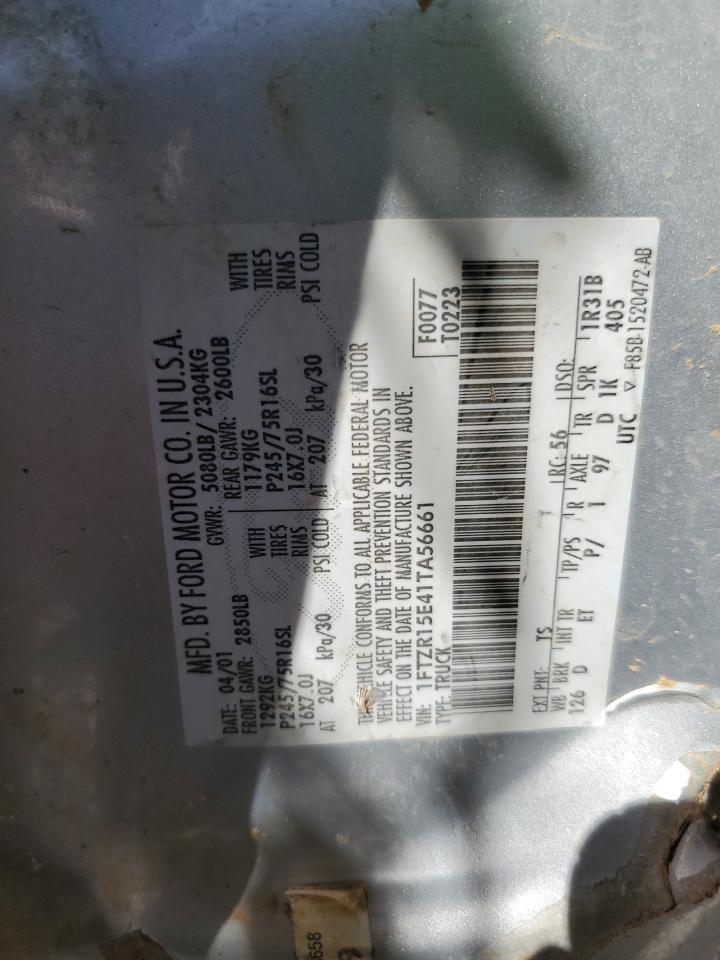 MFD. BY FORD MOTOR CO. IN U.S.A.
DATE: 04/01 GVWR: 5080LB/ 2304KG
FRONT GAWR: 2850LB REAR GAWR: 2600LB
1292KG WITH 1179KG WITH
P245/75R16SL TIRES P245/75R16SL TIRES
16X7.0J RIMS 16X7.0J RIMS
AT 207 kPa/30 PSI COLD AT 207 kPa/30 PSI COLD
THIS VEHICLE CONFORMS TO ALL APPLICABLE FEDERAL MOTOR
VEHICLE SAFETY AND THEFT PREVENTION STANDARDS IN
EFFECT ON THE DATE OF MANUFACTURE SHOWN ABOVE.
VIN: 1FTZR15E41TA56661 F0077
TYPE: TRUCK T0223
EXT PNT: TS RC: 56 DSO:
WB BRK INT TR TP/PS R AXLE TR SPR 1R31B
126 D ET P/ 1 97 D 1K 405
UTC ▽ F85B-1520472-AB
658